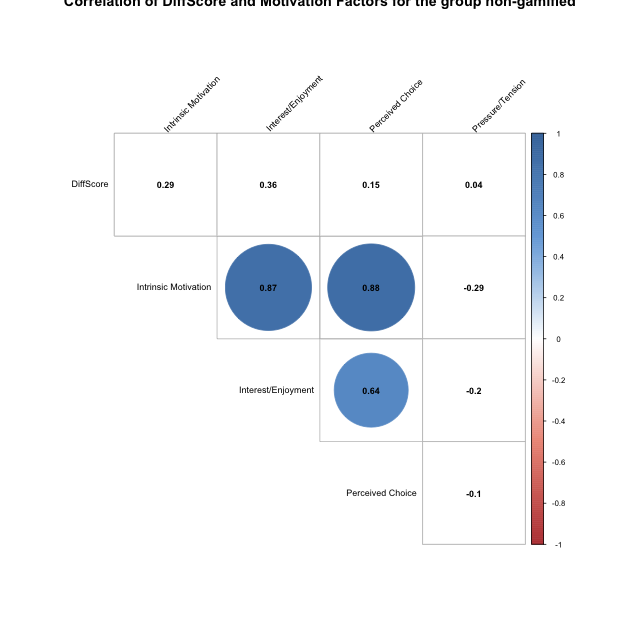 Correlation of DiffScore and Motivation Factors for the group non-gamified
Intrinsic Motivation
Interest/Enjoyment
Perceived Choice
Pressure/Tension
DiffScore 0.29 0.36 0.15 0.04
Intrinsic Motivation 0.87 0.88 -0.29
Interest/Enjoyment 0.64 -0.2
Perceived Choice -0.1
1
0.8
0.6
0.4
0.2
0
-0.2
-0.4
-0.6
-0.8
-1